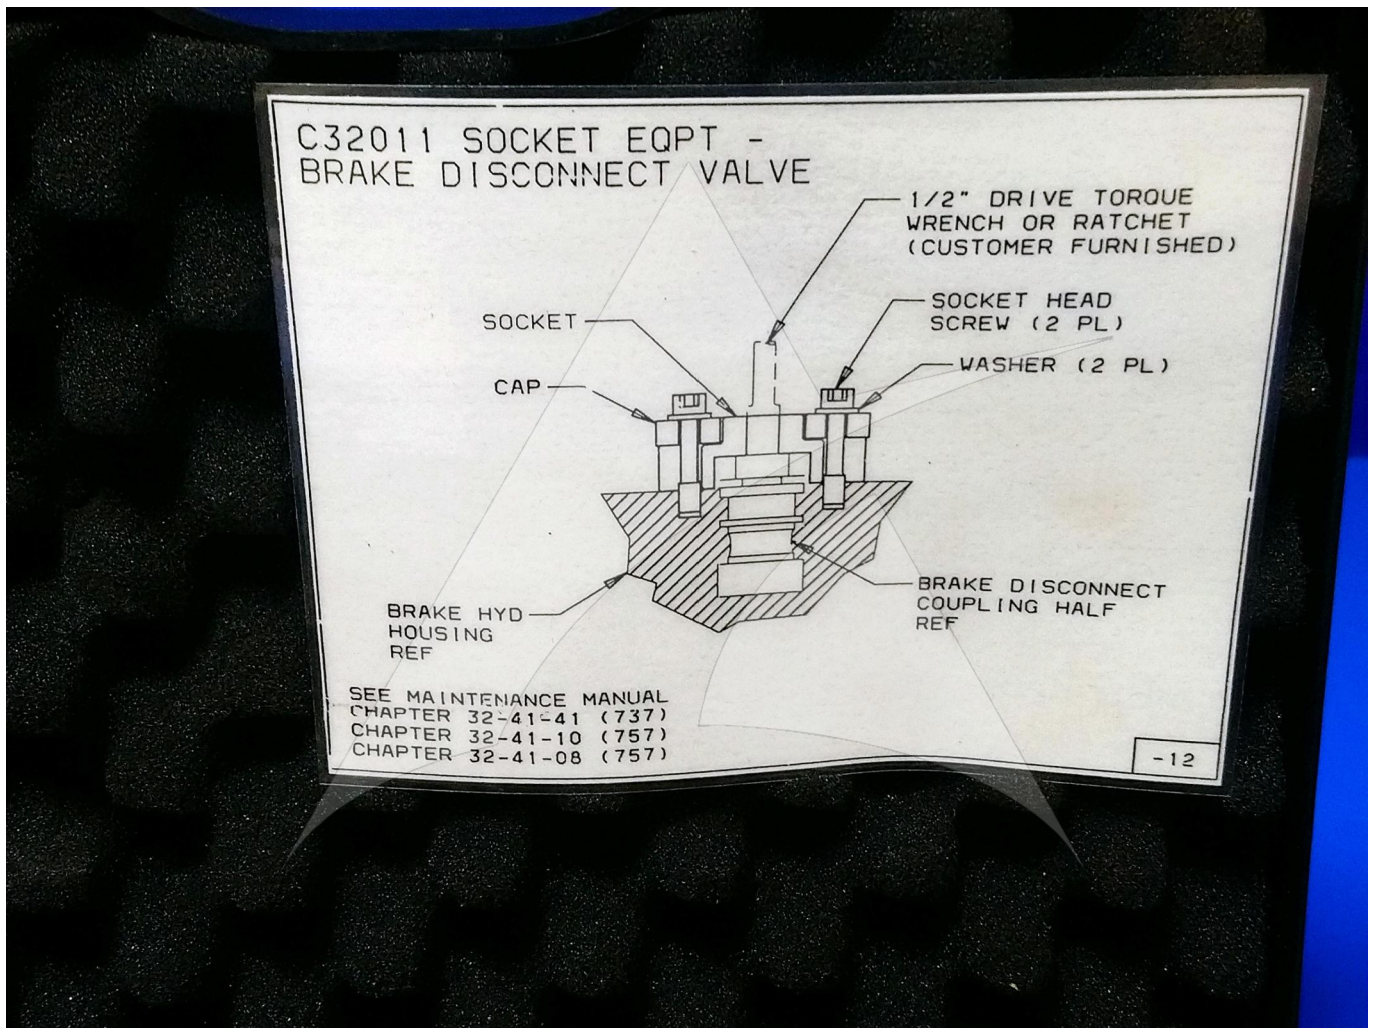 C32011 SOCKET EQPT -
BRAKE DISCONNECT VALVE
1/2" DRIVE TORQUE
WRENCH OR RATCHET
(CUSTOMER FURNISHED)
SOCKET HEAD
SCREW (2 PL)
SOCKET
WASHER (2 PL)
CAP
BRAKE DISCONNECT
COUPLING HALF
REF
BRAKE HYD
HOUSING
REF
SEE MAINTENANCE MANUAL
CHAPTER 32-41-41 (737)
CHAPTER 32-41-10 (757)
CHAPTER 32-41-08 (757)
-12